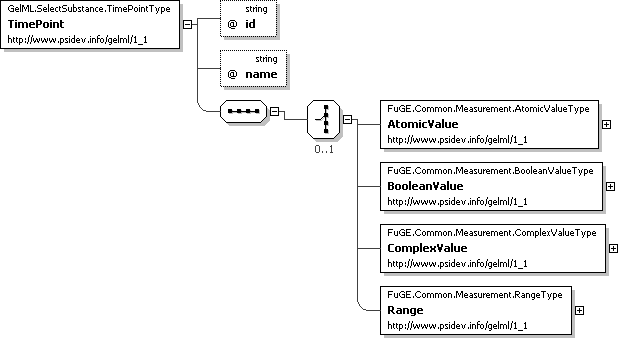 GelML.SelectSubstance.TimePointType
TimePoint
http://www.psidev.info/gelml/1_1
string
@ id
string
@ name
0..1
FuGE.Common.Measurement.AtomicValueType
AtomicValue
http://www.psidev.info/gelml/1_1
FuGE.Common.Measurement.BooleanValueType
BooleanValue
http://www.psidev.info/gelml/1_1
FuGE.Common.Measurement.ComplexValueType
ComplexValue
http://www.psidev.info/gelml/1_1
FuGE.Common.Measurement.RangeType
Range
http://www.psidev.info/gelml/1_1